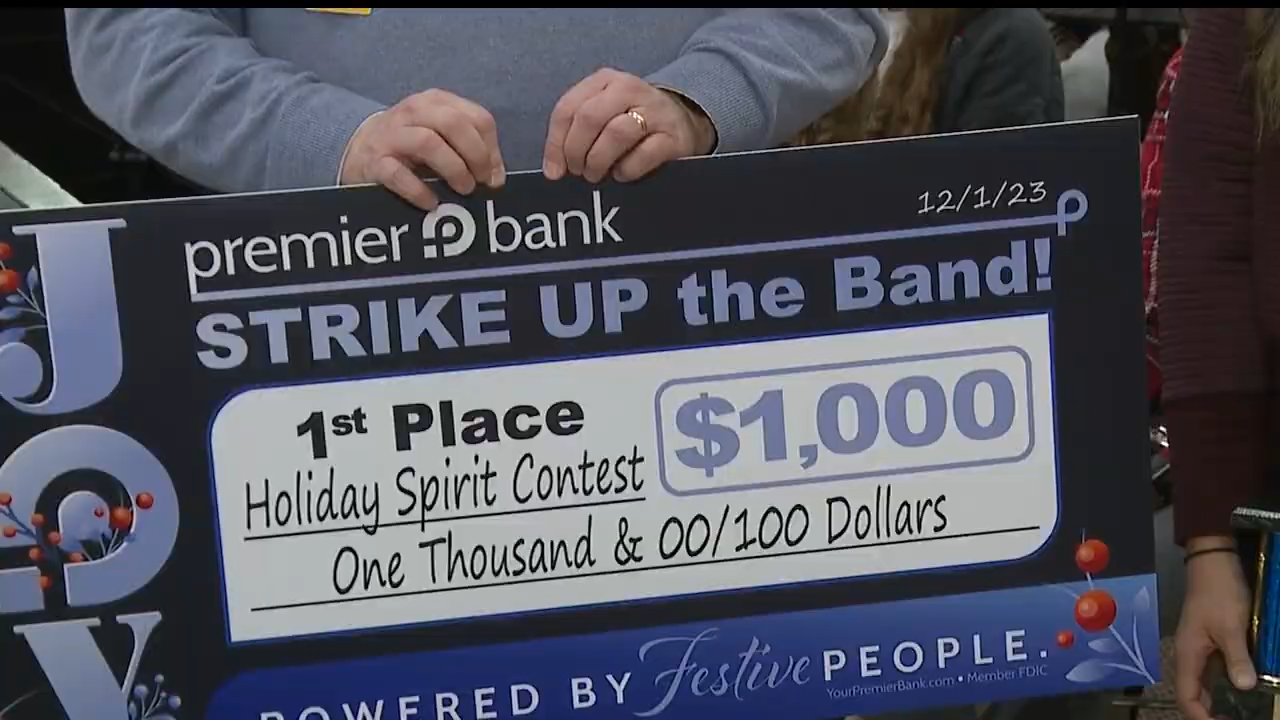 JOY
premier bank
12/1/23
STRIKE UP the Band!
1st Place
$1,000
Holiday Spirit Contest
One Thousand & 00/100 Dollars
POWERED BY Festive PEOPLE.
YourPremierBank.com • Member FDIC